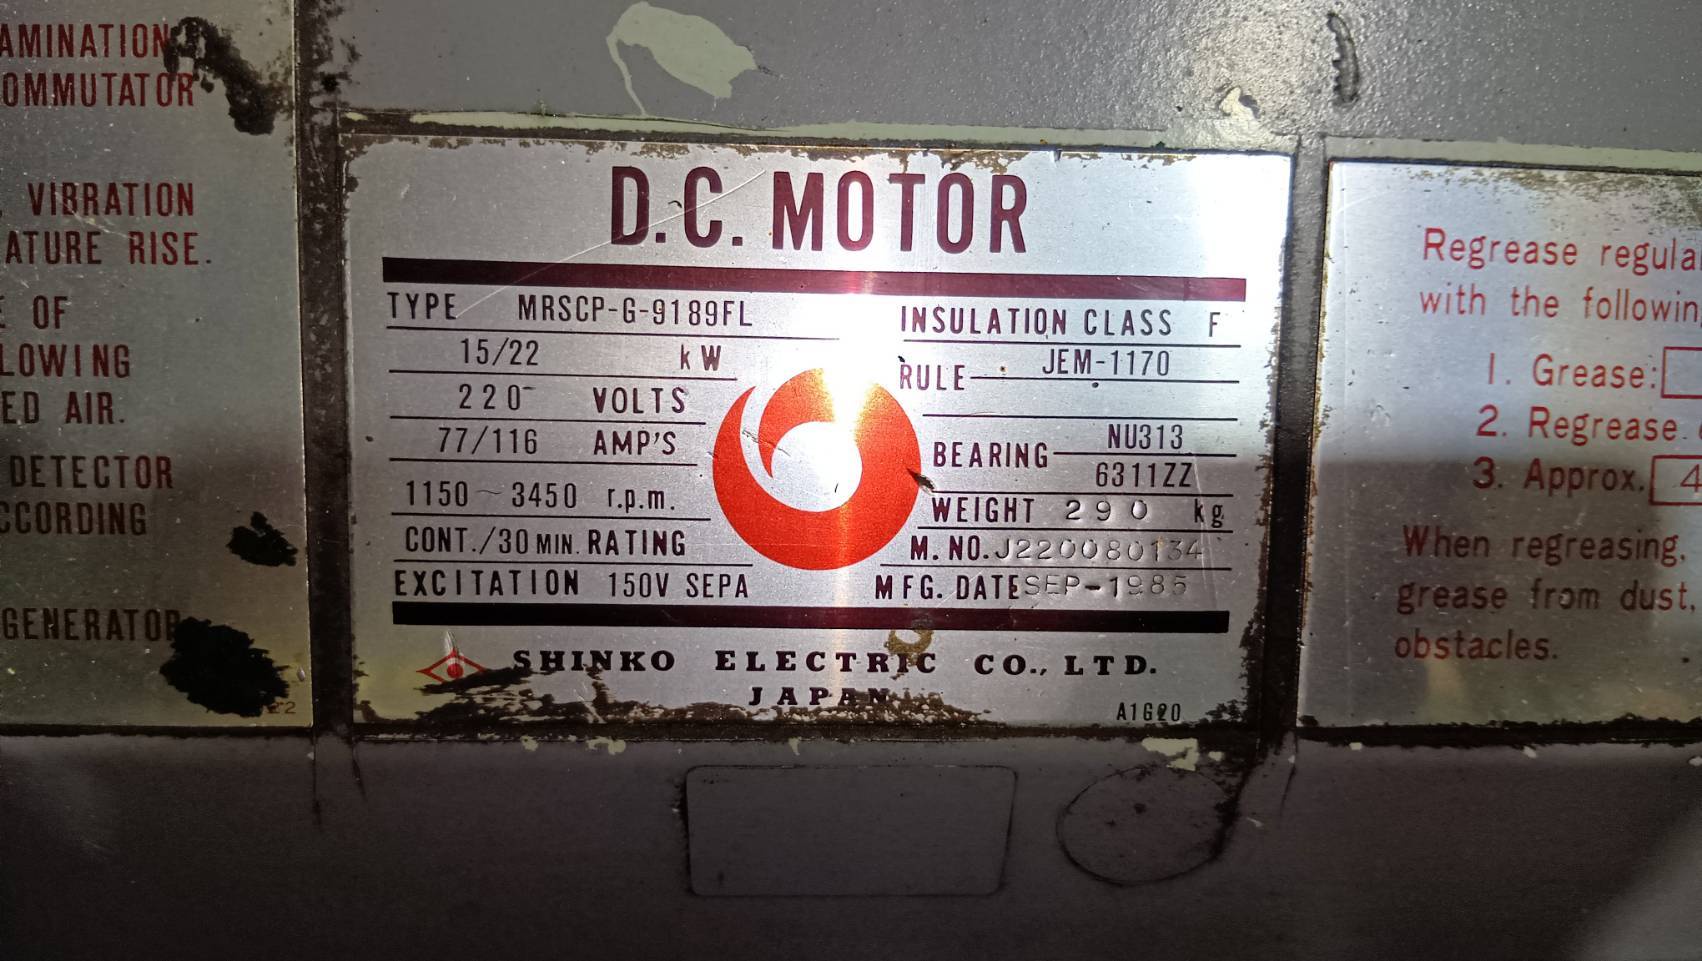 AMINATION
OMMUTATOR
VIBRATION
ATURE RISE.
E OF
LOWING
ED AIR.
DETECTOR
CCORDING
GENERATOR
D.C. MOTOR
TYPE MRSCP-G-9189FL
15/22 kW
220 VOLTS
77/116 AMP'S
1150~3450 r.p.m.
CONT./30 MIN. RATING
EXCITATION 150V SEPA
INSULATION CLASS F
RULE JEM-1170
BEARING NU313
6311ZZ
WEIGHT 290 kg
M. NO. J220080134
MFG. DATE SEP-1985
SHINKO ELECTRIC CO., LTD.
JAPAN
A1620
Regrease regula
with the followin
1. Grease:
2. Regrease
3. Approx. 4
When regreasing,
grease from dust,
obstacles.